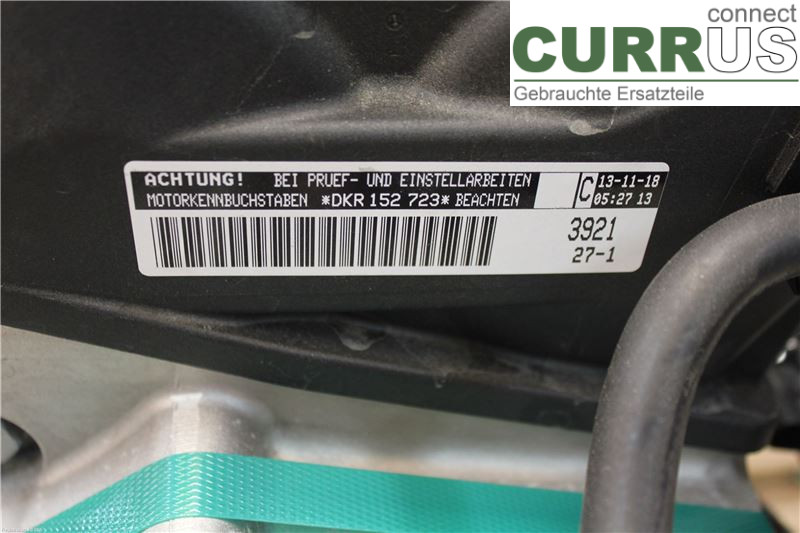 connect
CURRUS
Gebrauchte Ersatzteile
ACHTUNG! BEI PRUEF- UND EINSTELLARBEITEN
MOTORKENNBUCHSTABEN *DKR 152 723* BEACHTEN
C
13-11-18
05:27 13
3921
27-1